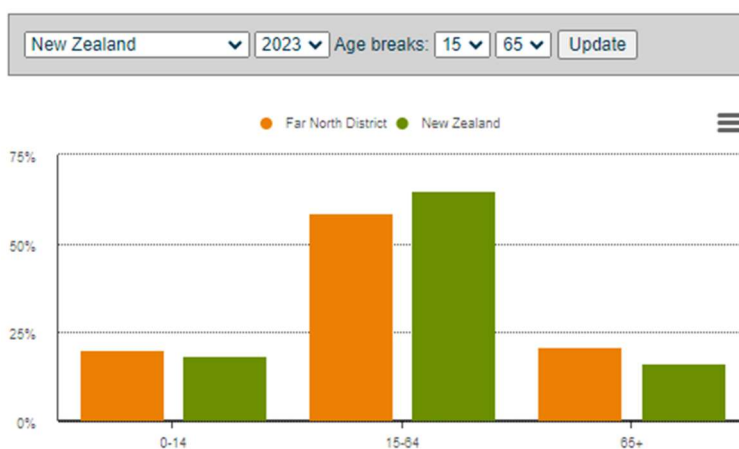 New Zealand 2023 Age breaks: 15 65 Update
Far North District New Zealand
75%
50%
25%
0%
0-14 15-64 65+